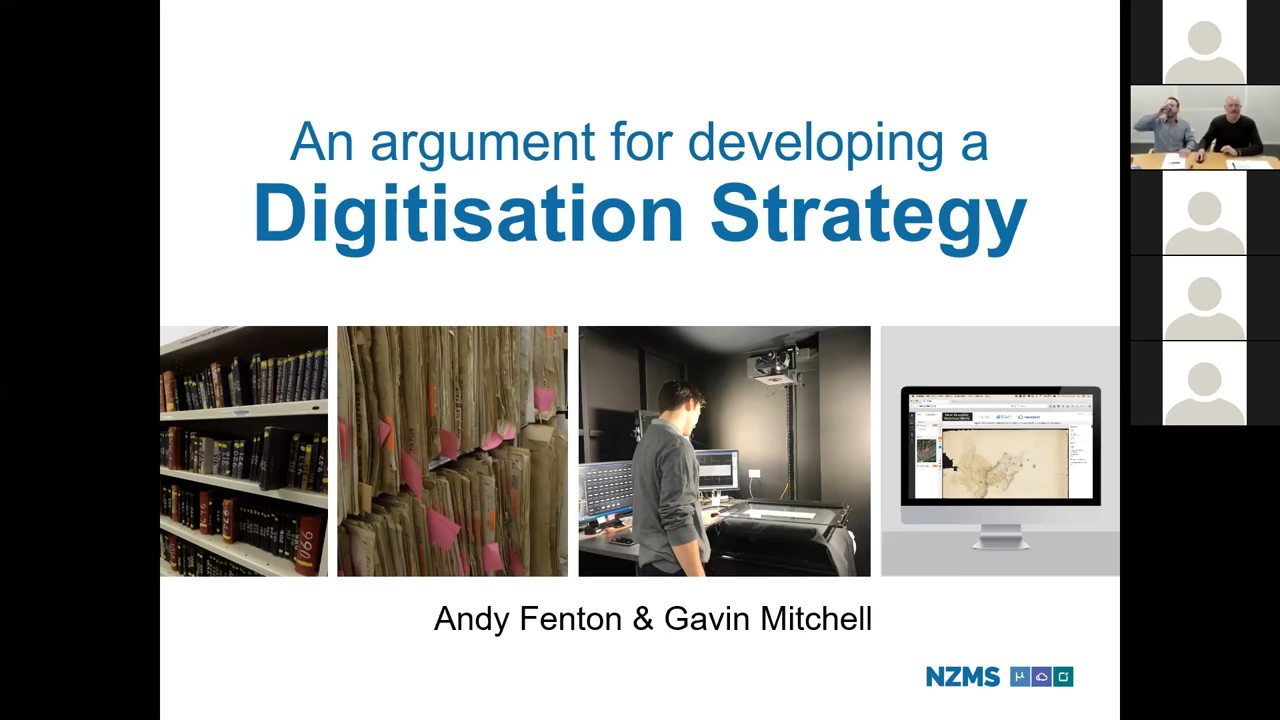 An argument for developing a
Digitisation Strategy
Andy Fenton & Gavin Mitchell
NZMS